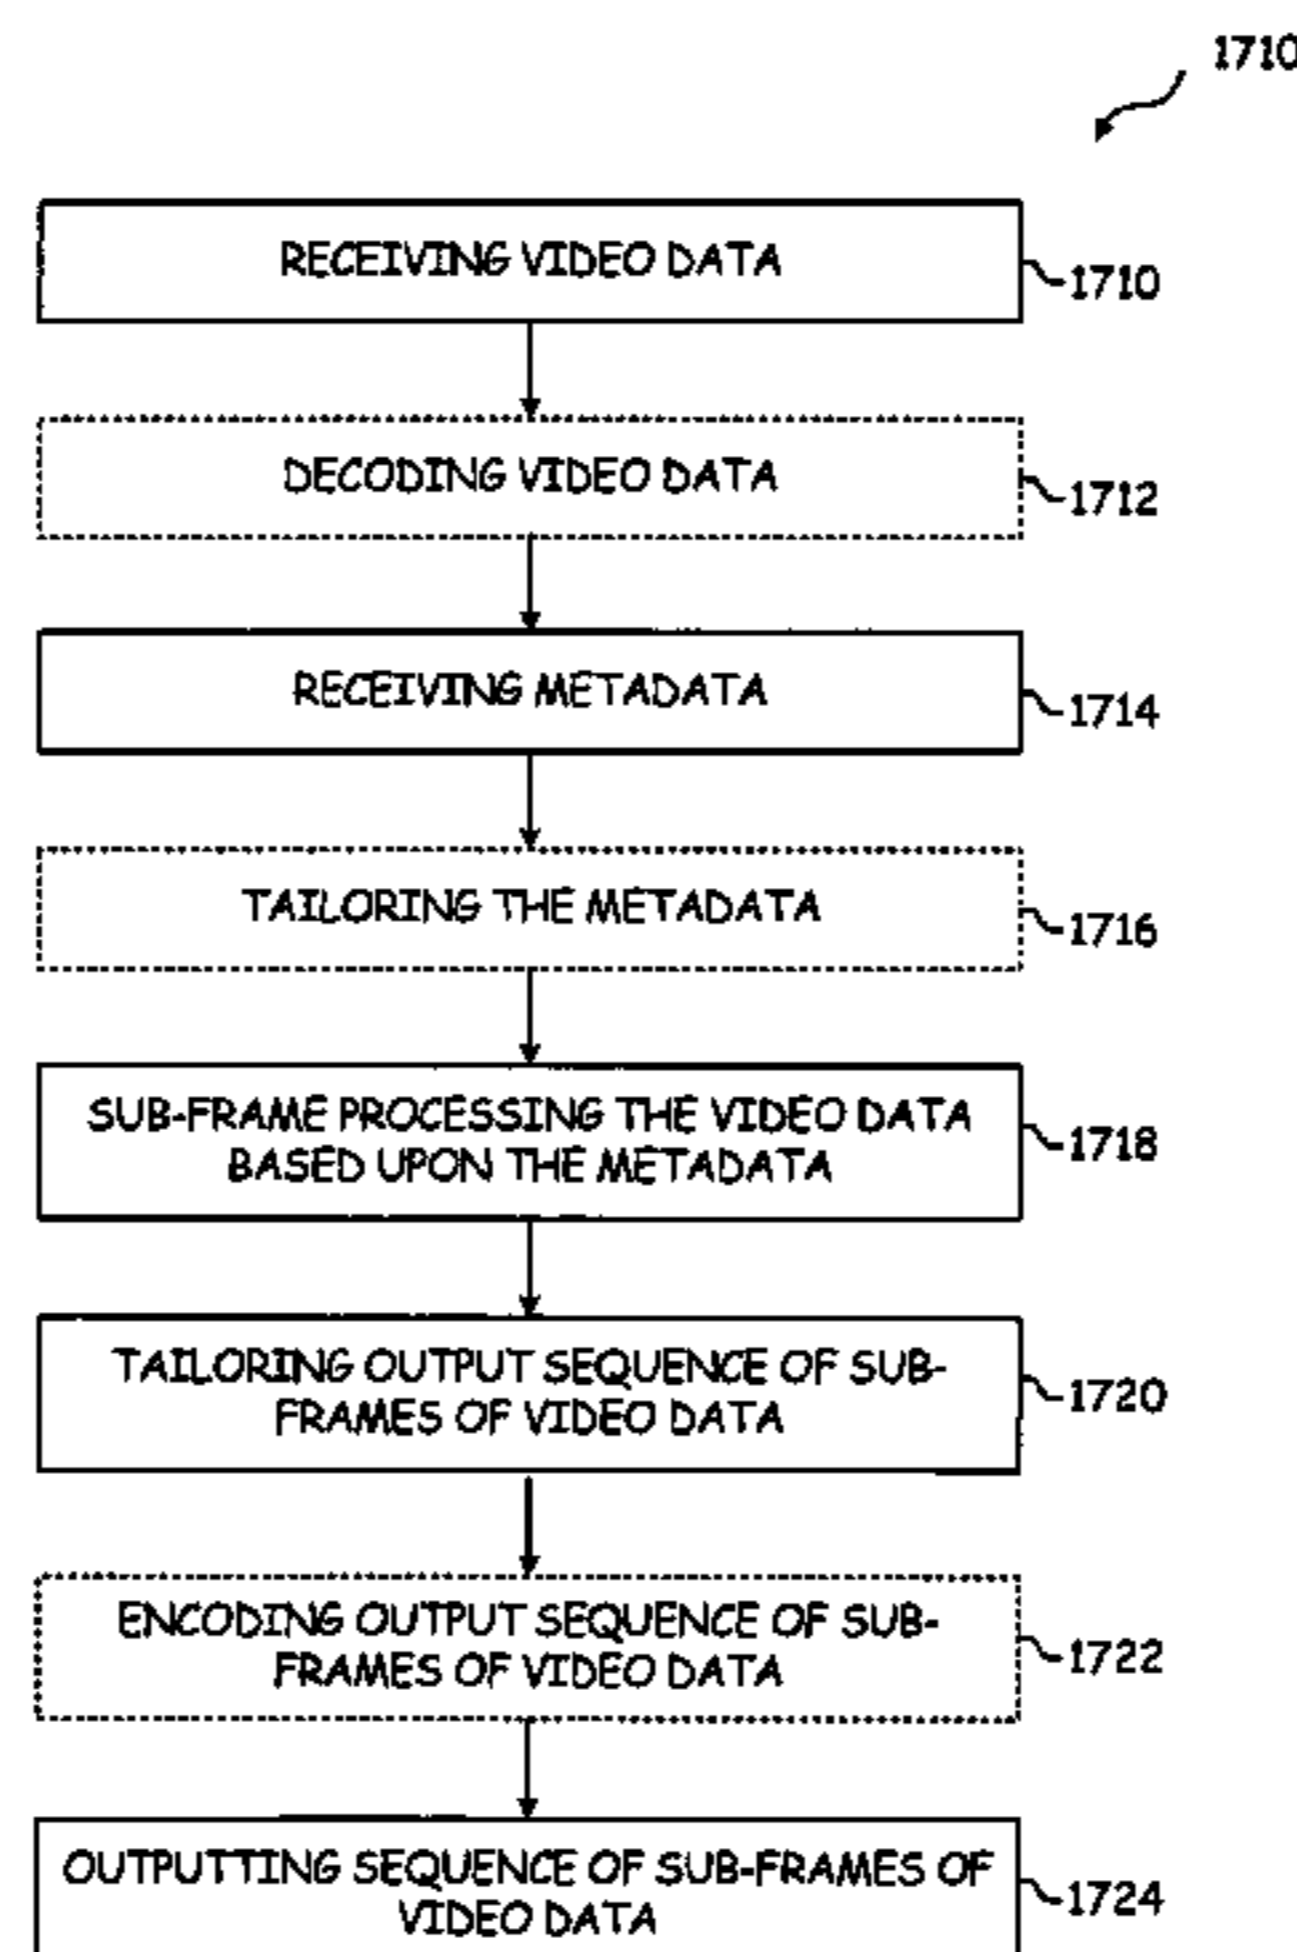 1710
RECEIVING VIDEO DATA
1710
DECODING VIDEO DATA
1712
RECEIVING METADATA
1714
TAILORING THE METADATA
1716
SUB-FRAME PROCESSING THE VIDEO DATA
BASED UPON THE METADATA
1718
TAILORING OUTPUT SEQUENCE OF SUB-
FRAMES OF VIDEO DATA
1720
ENCODING OUTPUT SEQUENCE OF SUB-
FRAMES OF VIDEO DATA
1722
OUTPUTTING SEQUENCE OF SUB-FRAMES OF
VIDEO DATA
1724